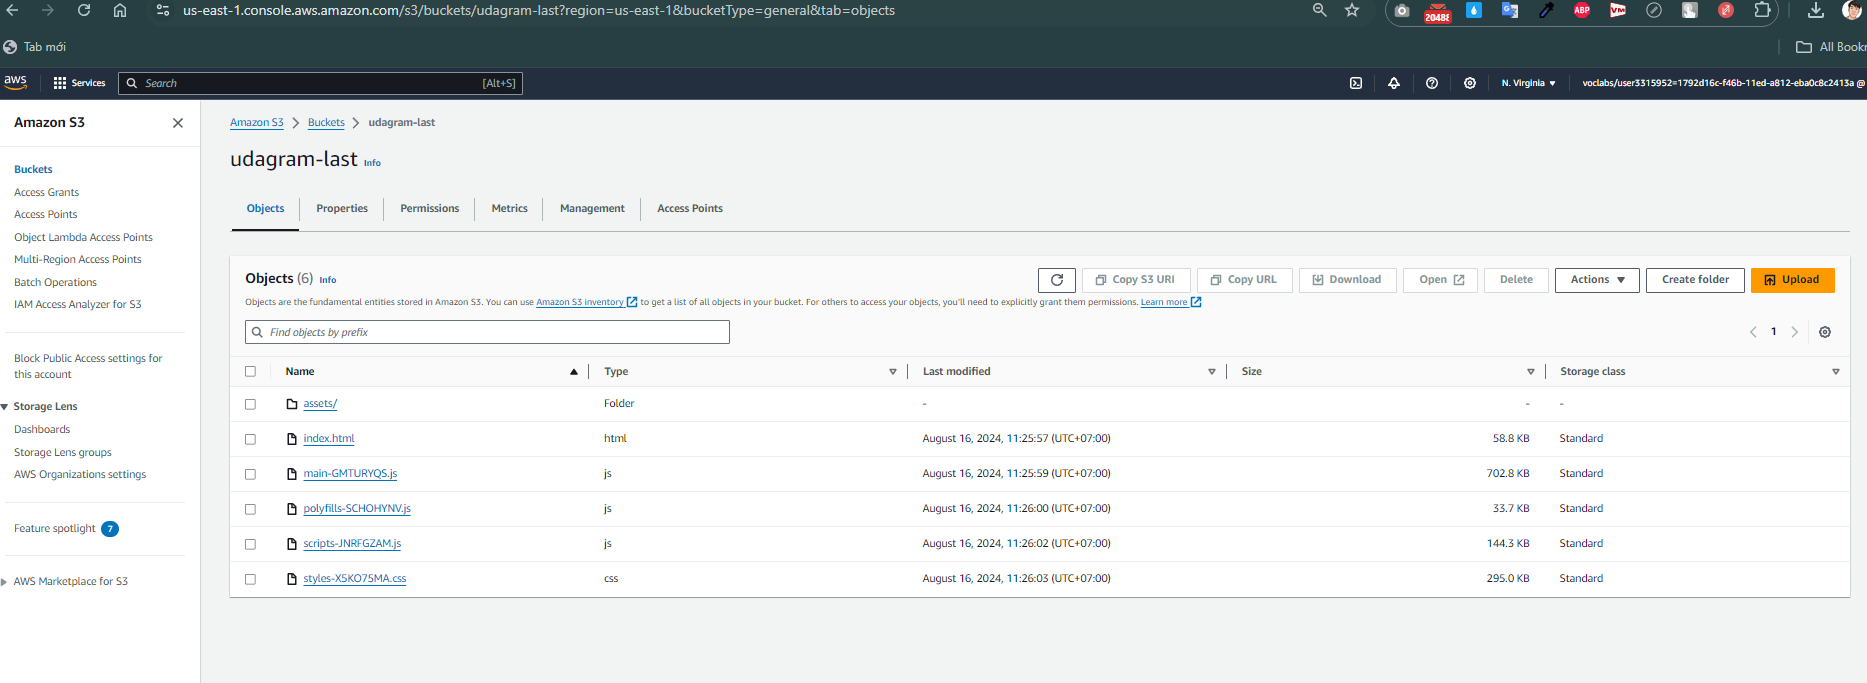 us-east-1.console.aws.amazon.com/s3/buckets/udagram-last?region=us-east-1&bucketType=general&tab=objects
20488
ABP
VM
Tab mới
All Bookr
aws
Services
Search
[Alt+S]
N. Virginia
voclabs/user3315952=1792d16c-f46b-11ed-a812-eba0c8c2413a @
Amazon S3
Buckets
Access Grants
Access Points
Object Lambda Access Points
Multi-Region Access Points
Batch Operations
IAM Access Analyzer for S3
Block Public Access settings for
this account
Storage Lens
Dashboards
Storage Lens groups
AWS Organizations settings
Feature spotlight 7
AWS Marketplace for S3
Amazon S3 > Buckets > udagram-last
udagram-last Info
Objects Properties Permissions Metrics Management Access Points
Objects (6) Info
Copy S3 URI Copy URL Download Open Delete Actions Create folder Upload
Objects are the fundamental entities stored in Amazon S3. You can use Amazon S3 inventory to get a list of all objects in your bucket. For others to access your objects, you'll need to explicitly grant them permissions. Learn more
Find objects by prefix
1
Name Type Last modified Size Storage class
assets/ Folder - - -
index.html html August 16, 2024, 11:25:57 (UTC+07:00) 58.8 KB Standard
main-GMTURYQS.js js August 16, 2024, 11:25:59 (UTC+07:00) 702.8 KB Standard
polyfills-SCHOHYNV.js js August 16, 2024, 11:26:00 (UTC+07:00) 33.7 KB Standard
scripts-JNRFGZAM.js js August 16, 2024, 11:26:02 (UTC+07:00) 144.3 KB Standard
styles-X5KO75MA.css css August 16, 2024, 11:26:03 (UTC+07:00) 295.0 KB Standard